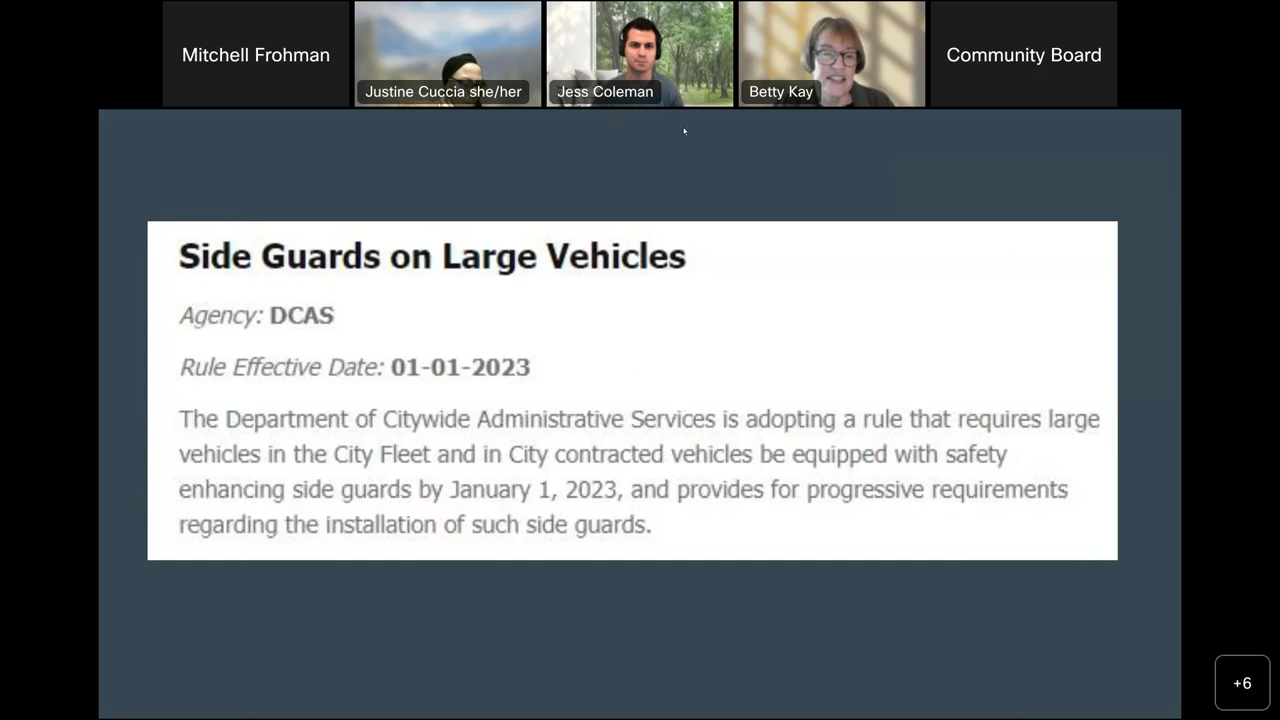 Mitchell Frohman
Justine Cuccia she/her
Jess Coleman
Betty Kay
Community Board
Side Guards on Large Vehicles
Agency: DCAS
Rule Effective Date: 01-01-2023
The Department of Citywide Administrative Services is adopting a rule that requires large
vehicles in the City Fleet and in City contracted vehicles be equipped with safety
enhancing side guards by January 1, 2023, and provides for progressive requirements
regarding the installation of such side guards.
+6